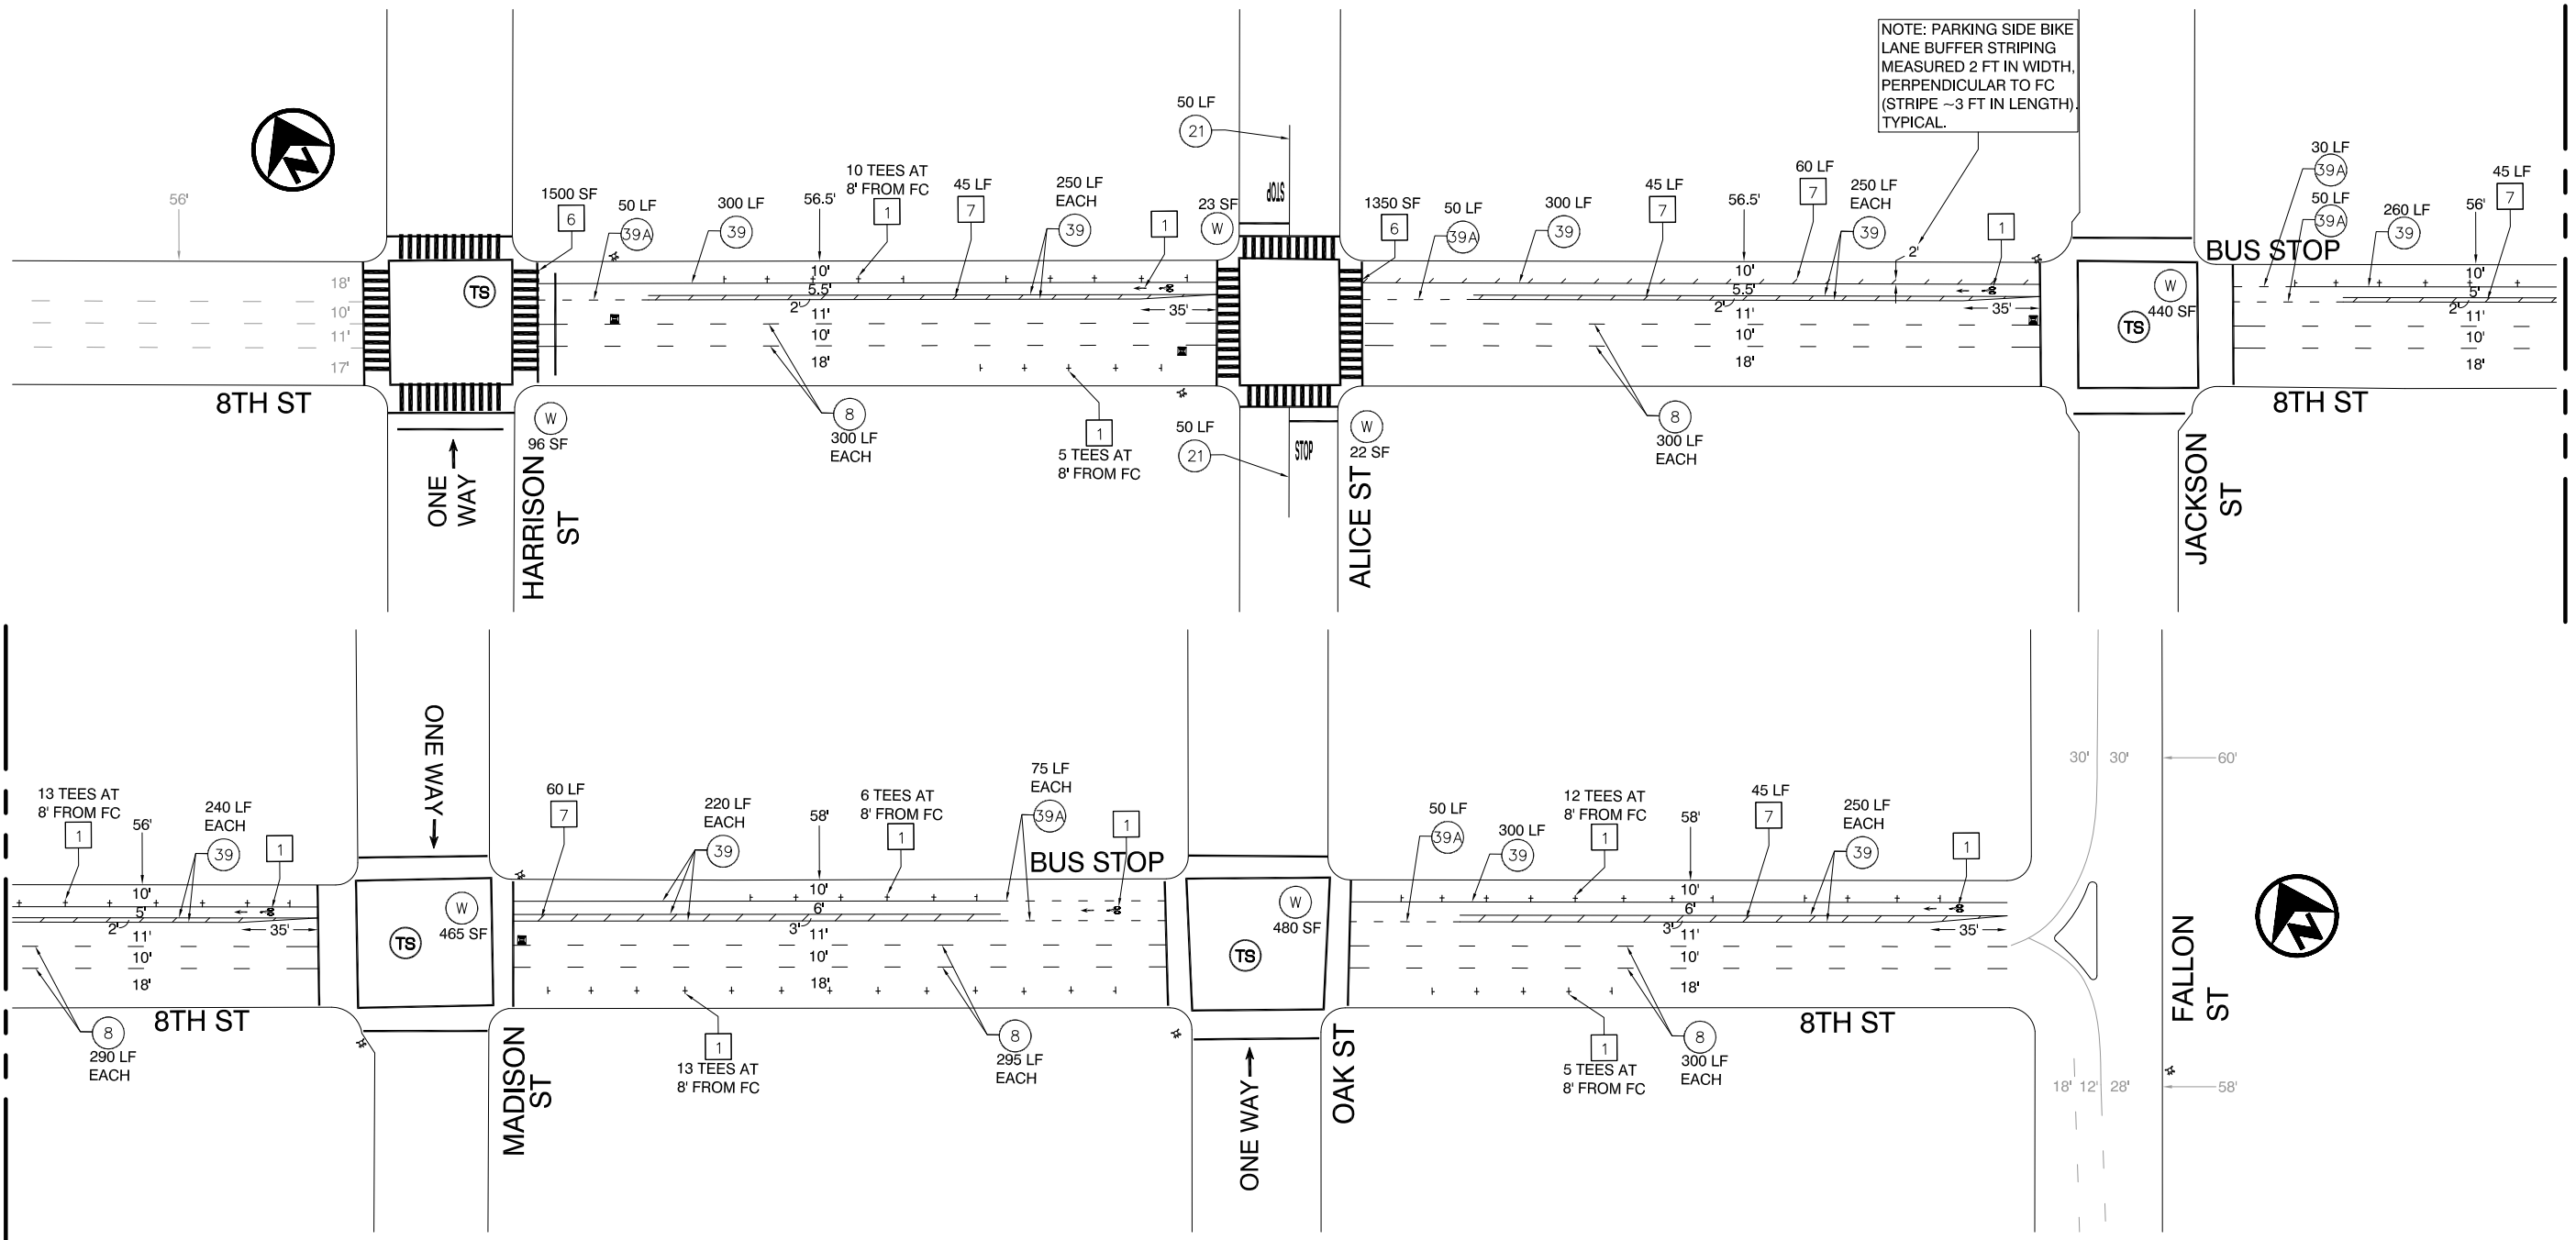 NOTE: PARKING SIDE BIKE
LANE BUFFER STRIPING
MEASURED 2 FT IN WIDTH,
PERPENDICULAR TO FC
(STRIPE ~3 FT IN LENGTH).
TYPICAL.
N
56'
18'
10'
11'
17'
8TH ST
TS
ONE
WAY
HARRISON
ST
W
96 SF
1500 SF
6
50 LF
39A
300 LF
39
56.5'
10 TEES AT
8' FROM FC
1
45 LF
7
250 LF
EACH
39
1
10'
5.5'
2'
11'
10'
18'
35'
8
300 LF
EACH
1
5 TEES AT
8' FROM FC
50 LF
21
STOP
23 SF
W
50 LF
21
STOP
W
22 SF
ALICE ST
1350 SF
6
50 LF
39A
300 LF
39
45 LF
7
56.5'
60 LF
7
250 LF
EACH
39
2'
1
10'
5.5'
2'
11'
10'
18'
35'
8
300 LF
EACH
W
440 SF
TS
JACKSON
ST
BUS STOP
30 LF
39A
50 LF
39A
260 LF
39
56'
45 LF
7
10'
5'
2'
11'
10'
18'
8TH ST
13 TEES AT
8' FROM FC
1
56'
240 LF
EACH
39
1
10'
5'
2'
11'
10'
18'
35'
8
290 LF
EACH
8TH ST
ONE WAY
W
465 SF
TS
MADISON
ST
60 LF
7
220 LF
EACH
39
58'
6 TEES AT
8' FROM FC
1
75 LF
EACH
39A
1
BUS STOP
10'
6'
3'
11'
10'
18'
1
13 TEES AT
8' FROM FC
8
295 LF
EACH
W
480 SF
TS
ONE WAY
OAK ST
50 LF
39A
300 LF
39
12 TEES AT
8' FROM FC
1
58'
45 LF
7
250 LF
EACH
39
1
10'
6'
3'
11'
10'
18'
35'
1
5 TEES AT
8' FROM FC
8
300 LF
EACH
8TH ST
30'
30'
60'
FALLON
ST
18'
12'
28'
58'
N